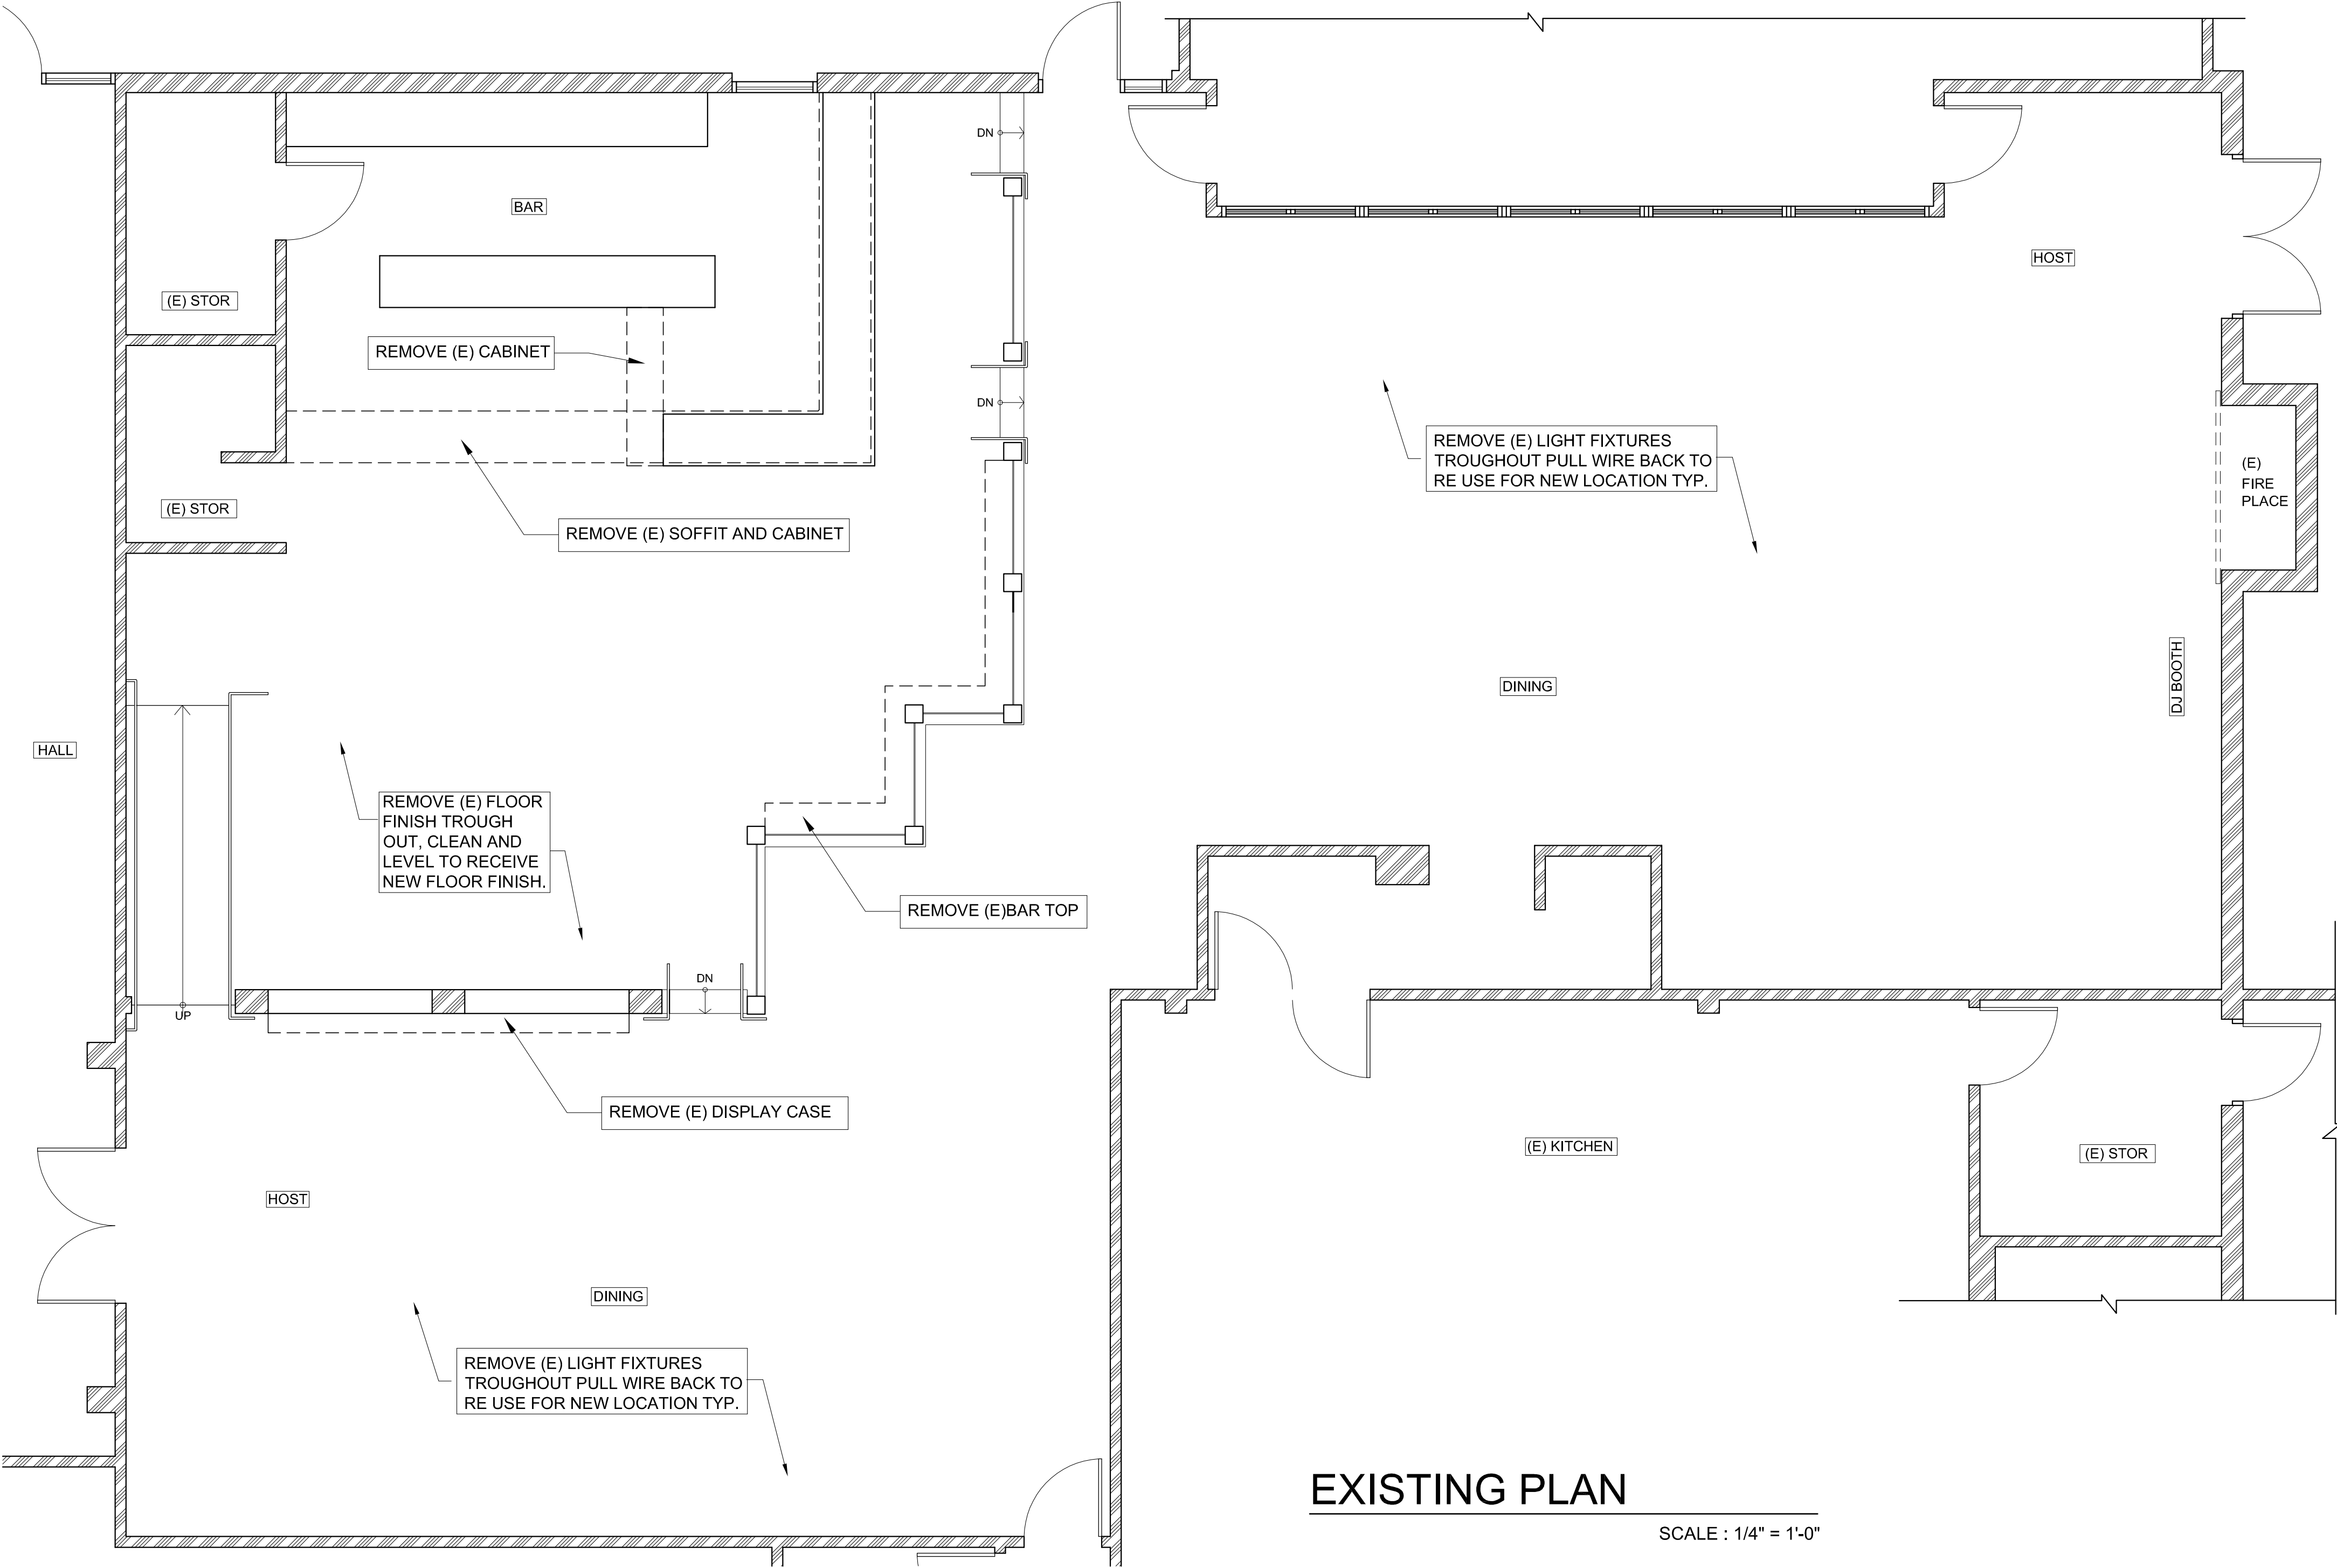 DN
BAR
HOST
(E) STOR
REMOVE (E) CABINET
DN
REMOVE (E) LIGHT FIXTURES
TROUGHOUT PULL WIRE BACK TO
RE USE FOR NEW LOCATION TYP.
(E)
FIRE
PLACE
(E) STOR
REMOVE (E) SOFFIT AND CABINET
DINING
DJ BOOTH
HALL
REMOVE (E) FLOOR
FINISH TROUGH
OUT, CLEAN AND
LEVEL TO RECEIVE
NEW FLOOR FINISH.
REMOVE (E)BAR TOP
DN
UP
REMOVE (E) DISPLAY CASE
(E) KITCHEN
(E) STOR
HOST
DINING
REMOVE (E) LIGHT FIXTURES
TROUGHOUT PULL WIRE BACK TO
RE USE FOR NEW LOCATION TYP.
EXISTING PLAN
SCALE : 1/4" = 1'-0"